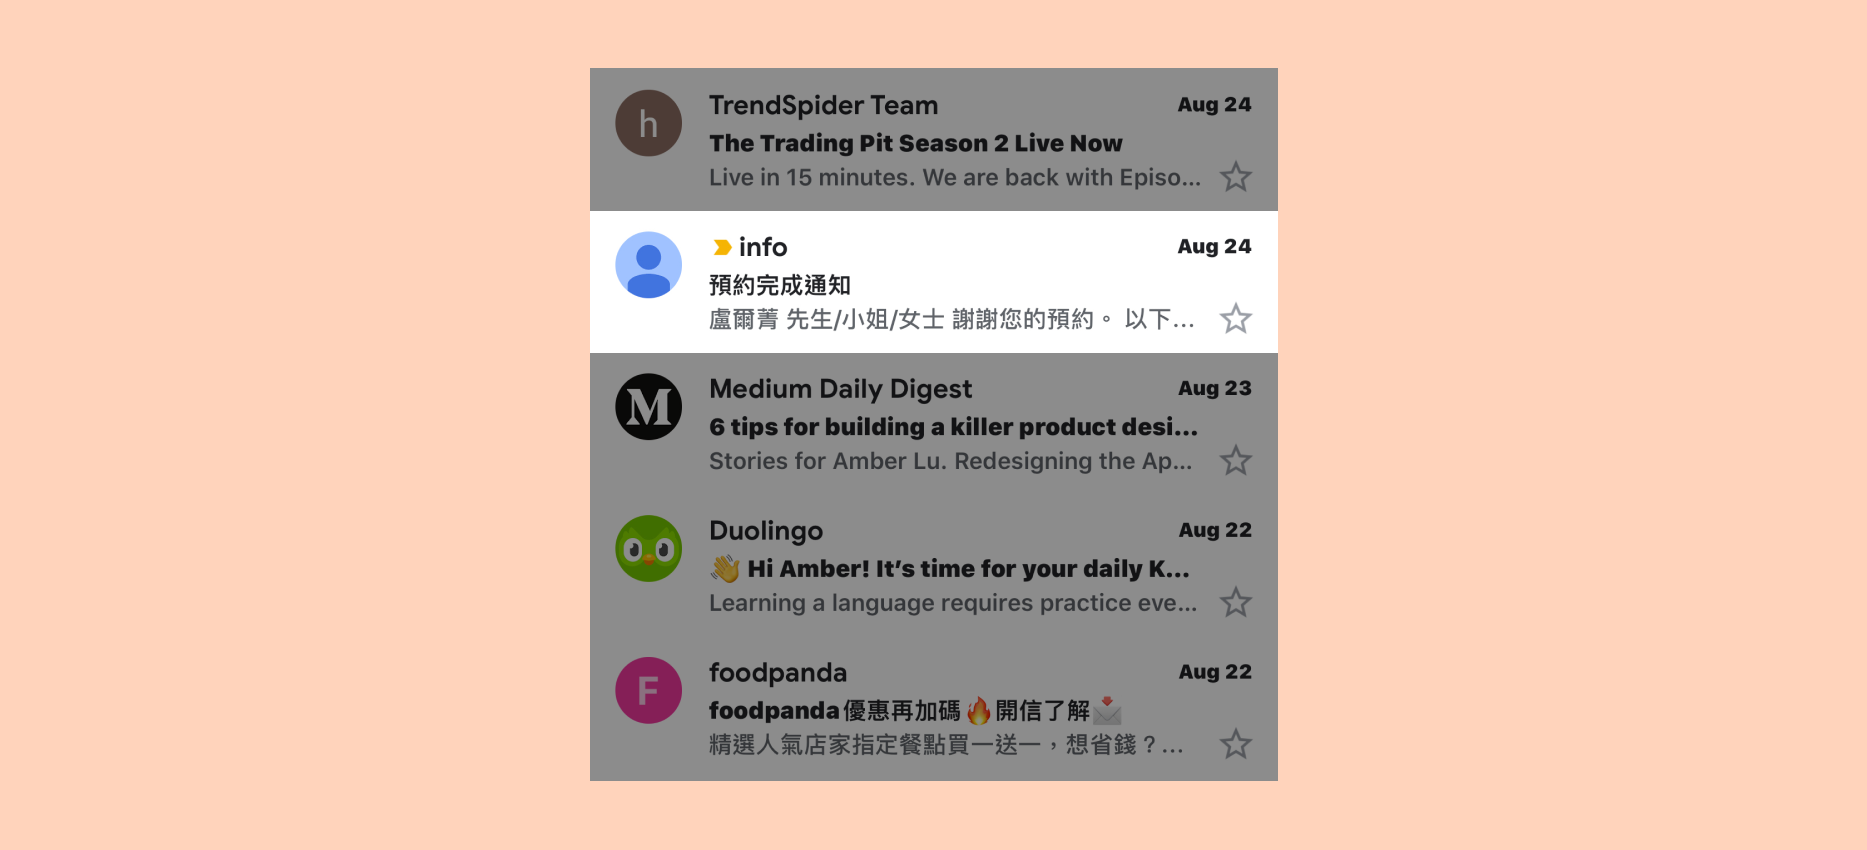 h
TrendSpider Team
Aug 24
The Trading Pit Season 2 Live Now
Live in 15 minutes. We are back with Episo...
info
Aug 24
預約完成通知
盧爾菁 先生/小姐/女士 謝謝您的預約。 以下...
M
Medium Daily Digest
Aug 23
6 tips for building a killer product desi...
Stories for Amber Lu. Redesigning the Ap...
Duolingo
Aug 22
👋 Hi Amber! It’s time for your daily K...
Learning a language requires practice eve...
F
foodpanda
Aug 22
foodpanda優惠再加碼🔥開信了解📩
精選人氣店家指定餐點買一送一，想省錢？...